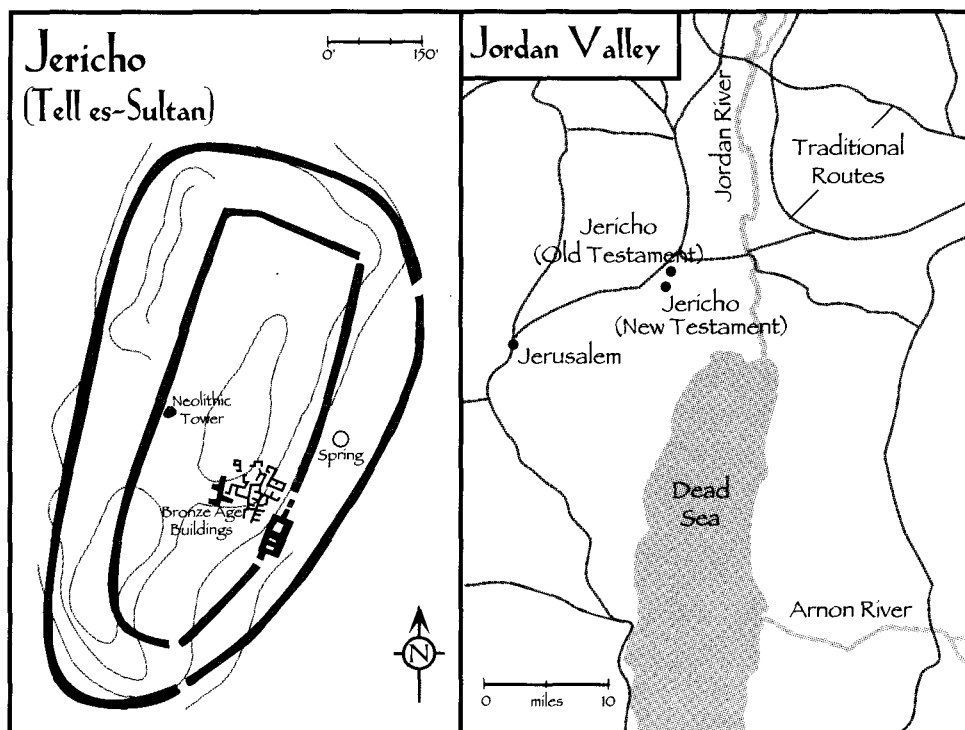 Jericho
(Tell es-Sultan)
0' 150'
Neolithic
Tower
Spring
Bronze Age
Buildings
N
Jordan Valley
Jordan River
Traditional
Routes
Jericho
(Old Testament)
Jericho
(New Testament)
Jerusalem
Dead
Sea
Arnon River
0 miles 10